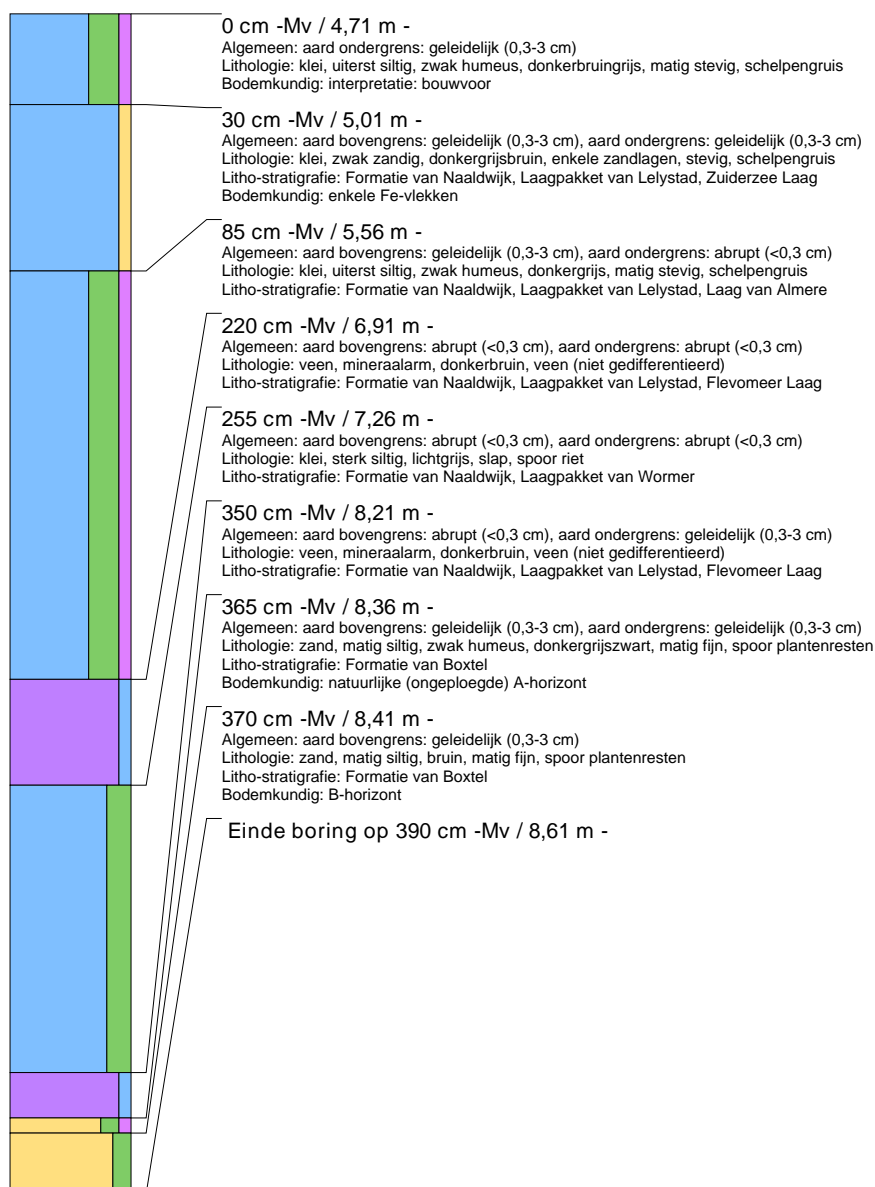 0 cm -Mv / 4,71 m -
Algemeen: aard ondergrens: geleidelijk (0,3-3 cm)
Lithologie: klei, uiterst siltig, zwak humeus, donkerbruingrijs, matig stevig, schelpengruis
Bodemkundig: interpretatie: bouwvoor
30 cm -Mv / 5,01 m -
Algemeen: aard bovengrens: geleidelijk (0,3-3 cm), aard ondergrens: geleidelijk (0,3-3 cm)
Lithologie: klei, zwak zandig, donkergrijsbruin, enkele zandlagen, stevig, schelpengruis
Litho-stratigrafie: Formatie van Naaldwijk, Laagpakket van Lelystad, Zuiderzee Laag
Bodemkundig: enkele Fe-vlekken
85 cm -Mv / 5,56 m -
Algemeen: aard bovengrens: geleidelijk (0,3-3 cm), aard ondergrens: abrupt (<0,3 cm)
Lithologie: klei, uiterst siltig, zwak humeus, donkergrijs, matig stevig, schelpengruis
Litho-stratigrafie: Formatie van Naaldwijk, Laagpakket van Lelystad, Laag van Almere
220 cm -Mv / 6,91 m -
Algemeen: aard bovengrens: abrupt (<0,3 cm), aard ondergrens: abrupt (<0,3 cm)
Lithologie: veen, mineraalarm, donkerbruin, veen (niet gedifferentieerd)
Litho-stratigrafie: Formatie van Naaldwijk, Laagpakket van Lelystad, Flevomeer Laag
255 cm -Mv / 7,26 m -
Algemeen: aard bovengrens: abrupt (<0,3 cm), aard ondergrens: abrupt (<0,3 cm)
Lithologie: klei, sterk siltig, lichtgrijs, slap, spoor riet
Litho-stratigrafie: Formatie van Naaldwijk, Laagpakket van Wormer
350 cm -Mv / 8,21 m -
Algemeen: aard bovengrens: abrupt (<0,3 cm), aard ondergrens: geleidelijk (0,3-3 cm)
Lithologie: veen, mineraalarm, donkerbruin, veen (niet gedifferentieerd)
Litho-stratigrafie: Formatie van Naaldwijk, Laagpakket van Lelystad, Flevomeer Laag
365 cm -Mv / 8,36 m -
Algemeen: aard bovengrens: geleidelijk (0,3-3 cm), aard ondergrens: geleidelijk (0,3-3 cm)
Lithologie: zand, matig siltig, zwak humeus, donkergrijszwart, matig fijn, spoor plantenresten
Litho-stratigrafie: Formatie van Boxtel
Bodemkundig: natuurlijke (ongeploegde) A-horizont
370 cm -Mv / 8,41 m -
Algemeen: aard bovengrens: geleidelijk (0,3-3 cm)
Lithologie: zand, matig siltig, bruin, matig fijn, spoor plantenresten
Litho-stratigrafie: Formatie van Boxtel
Bodemkundig: B-horizont
Einde boring op 390 cm -Mv / 8,61 m -